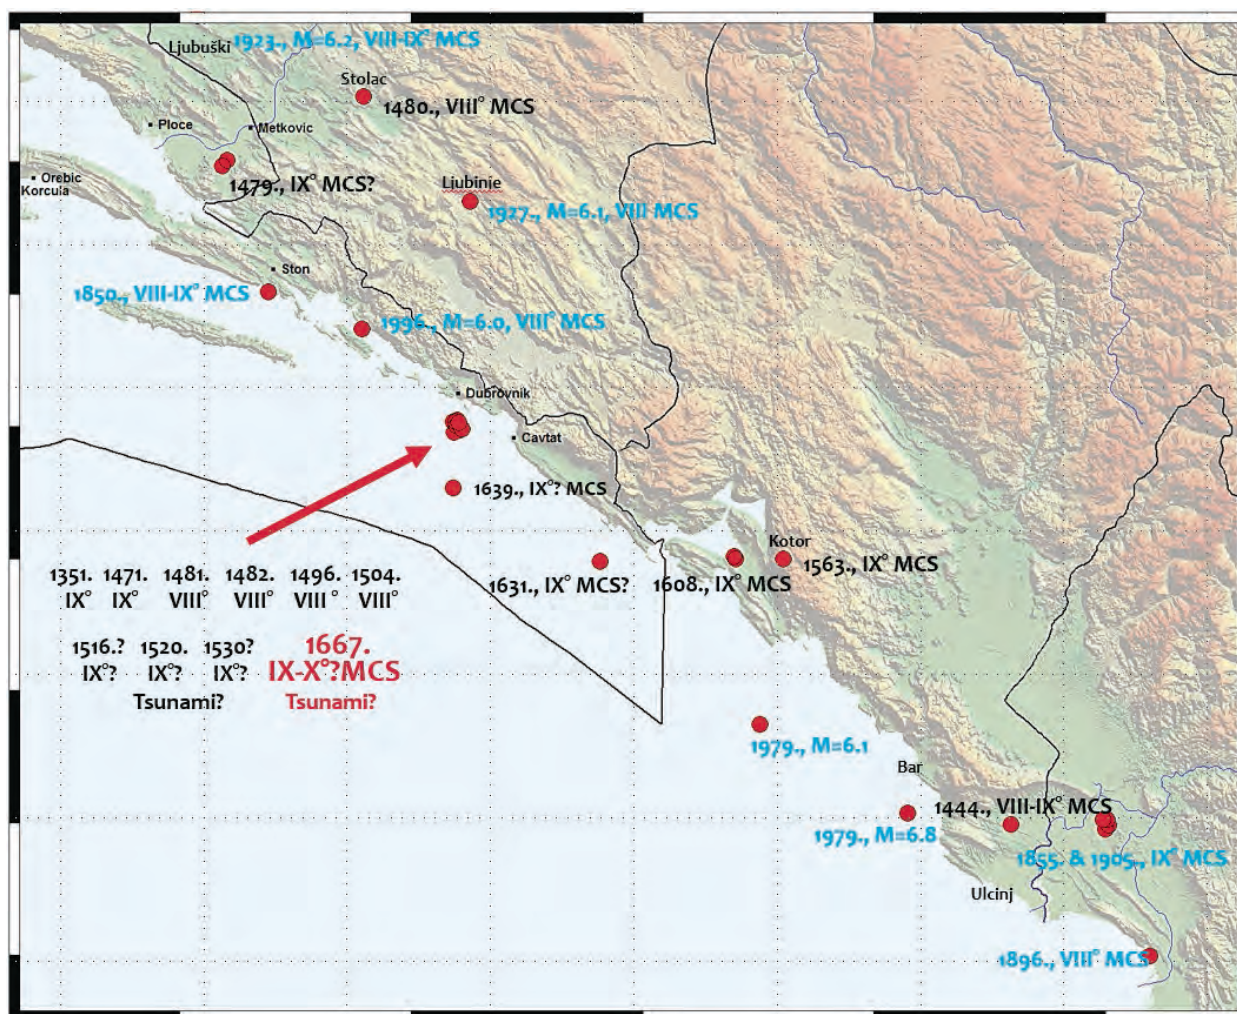 Ljubuški
1923., M=6.2, VIII-IX° MCS
Stolac
1480., VIII° MCS
Ploce
Metkovic
Orebic
Korcula
1479., IX° MCS?
Ljubinje
1927., M=6.1, VIII MCS
Ston
1850., VIII-IX° MCS
1996., M=6.0, VIII° MCS
Dubrovnik
Cavtat
1639., IX°? MCS
Kotor
1631., IX° MCS?
1608., IX° MCS
1563., IX° MCS
1351. 1471. 1481. 1482. 1496. 1504.
IX° IX° VIII° VIII° VIII° VIII°
1516.? 1520. 1530? 1667.
IX°? IX°? IX°? IX-X°?MCS
Tsunami? Tsunami?
1979., M=6.1
Bar
1444., VIII-IX° MCS
1979., M=6.8
1855. & 1905., IX° MCS
Ulcinj
1896., VIII° MCS